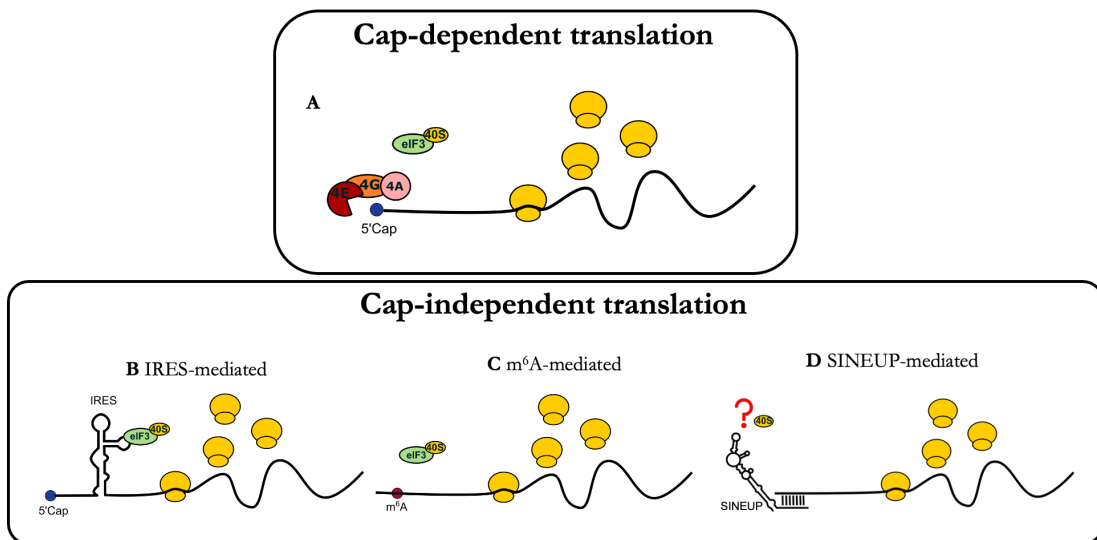 Cap-dependent translation
A
40S
eIF3
4E 4G 4A
5'Cap
Cap-independent translation
B IRES-mediated
IRES
40S
eIF3
5'Cap
C m⁶A-mediated
40S
eIF3
m⁶A
D SINEUP-mediated
?
40S
SINEUP